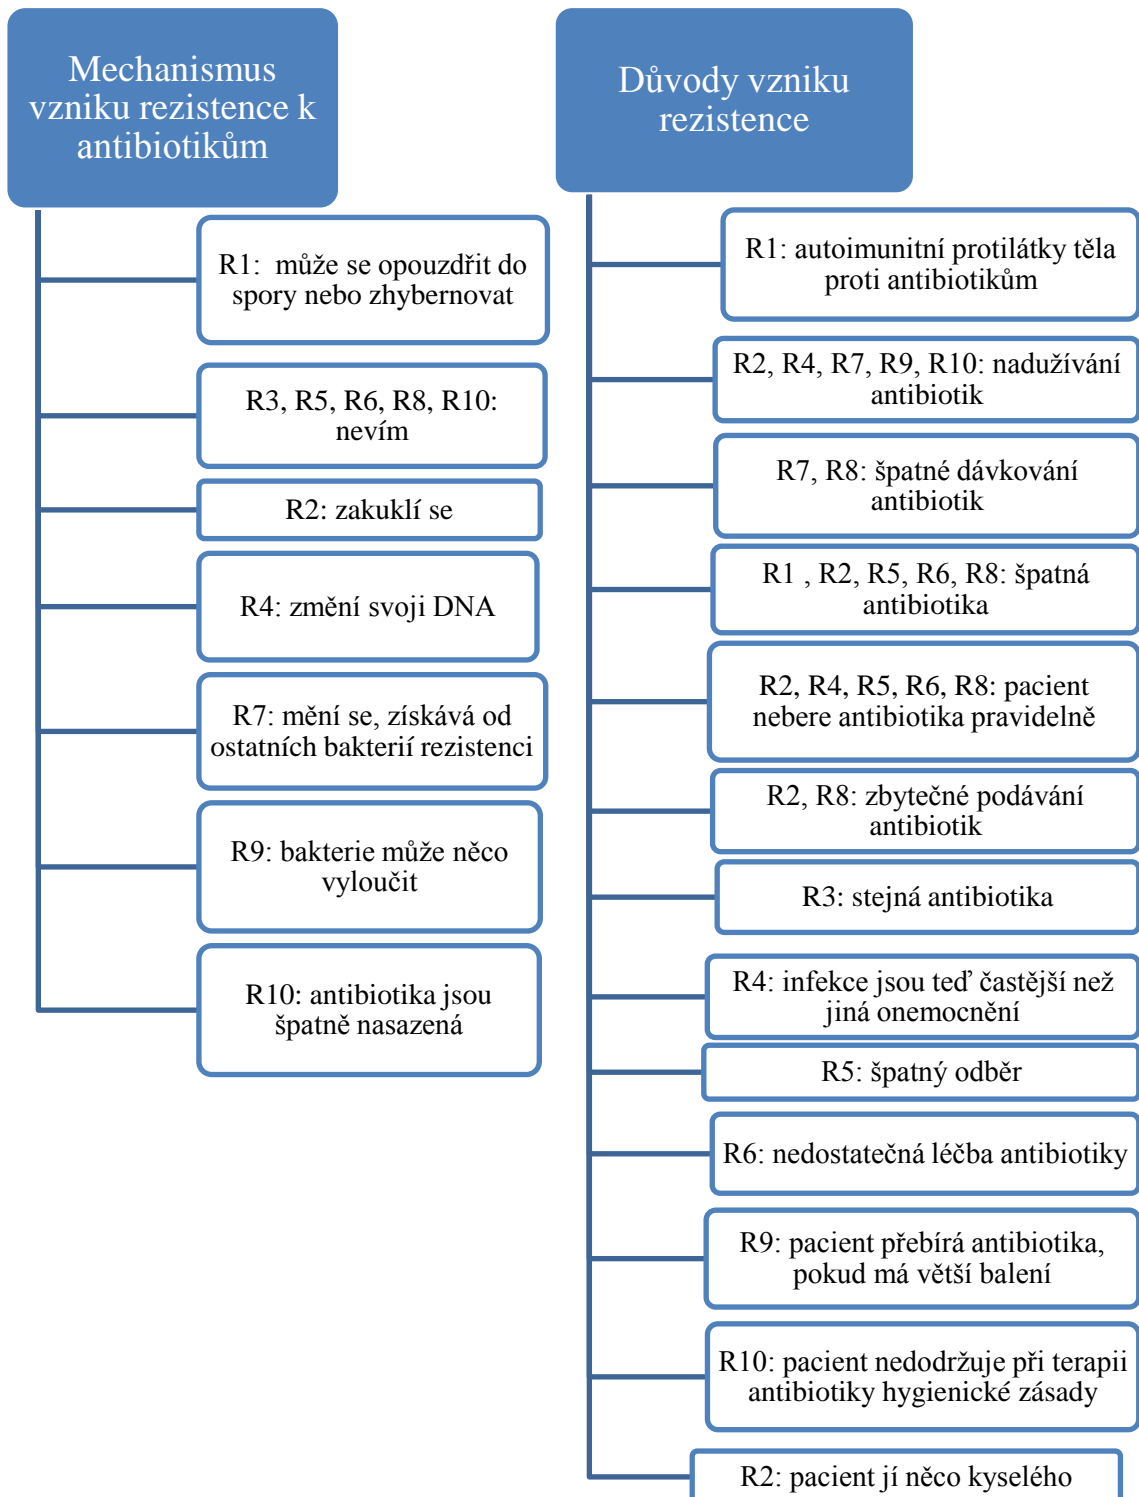 Mechanismus
vzniku rezistence k
antibiotikům
R1: může se opouzdřit do
spory nebo zhybernovat
R3, R5, R6, R8, R10:
nevím
R2: zakuklí se
R4: změní svoji DNA
R7: mění se, získává od
ostatních bakterií rezistenci
R9: bakterie může něco
vyloučit
R10: antibiotika jsou
špatně nasazená
Důvody vzniku
rezistence
R1: autoimunitní protilátky těla
proti antibiotikům
R2, R4, R7, R9, R10: nadužívání
antibiotik
R7, R8: špatné dávkování
antibiotik
R1 , R2, R5, R6, R8: špatná
antibiotika
R2, R4, R5, R6, R8: pacient
nebere antibiotika pravidelně
R2, R8: zbytečné podávání
antibiotik
R3: stejná antibiotika
R4: infekce jsou teď častější než
jiná onemocnění
R5: špatný odběr
R6: nedostatečná léčba antibiotiky
R9: pacient přebírá antibiotika,
pokud má větší balení
R10: pacient nedodržuje při terapii
antibiotiky hygienické zásady
R2: pacient jí něco kyselého